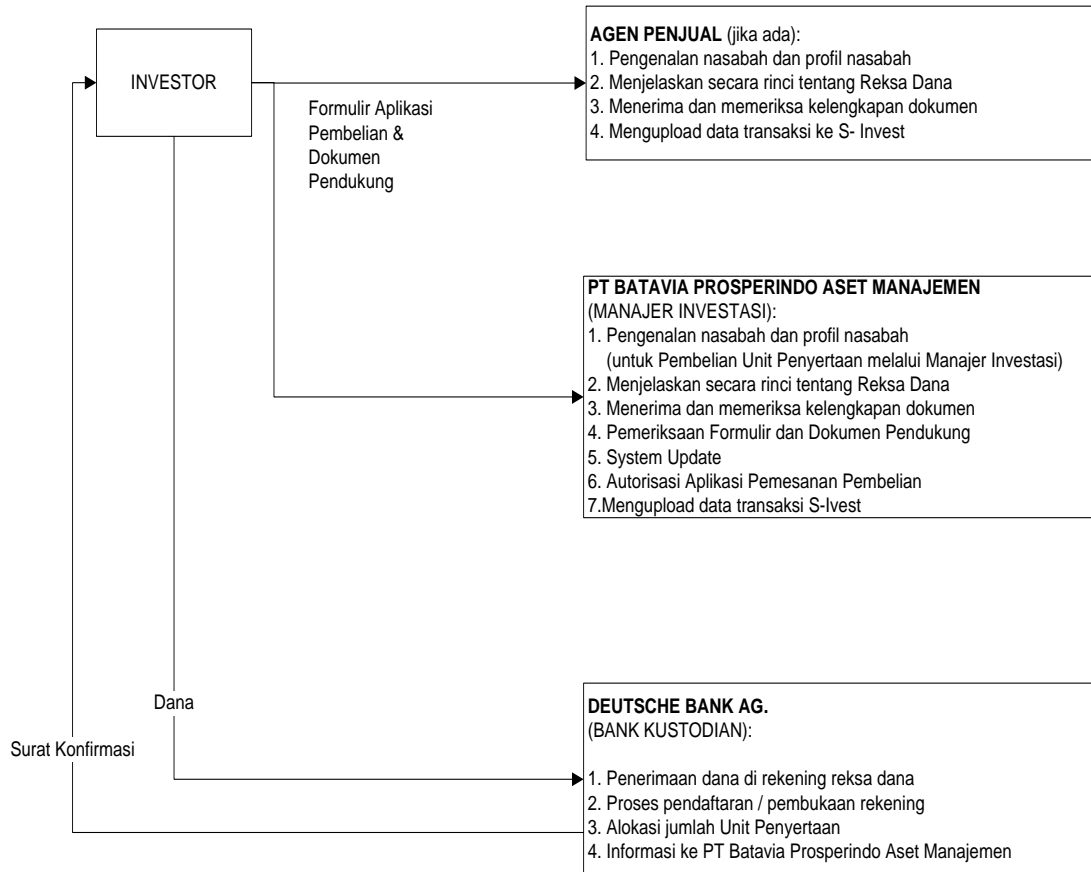 INVESTOR
Formulir Aplikasi
Pembelian &
Dokumen
Pendukung
AGEN PENJUAL (jika ada):
1. Pengenalan nasabah dan profil nasabah
2. Menjelaskan secara rinci tentang Reksa Dana
3. Menerima dan memeriksa kelengkapan dokumen
4. Mengupload data transaksi ke S- Invest
PT BATAVIA PROSPERINDO ASET MANAJEMEN
(MANAJER INVESTASI):
1. Pengenalan nasabah dan profil nasabah
(untuk Pembelian Unit Penyertaan melalui Manajer Investasi)
2. Menjelaskan secara rinci tentang Reksa Dana
3. Menerima dan memeriksa kelengkapan dokumen
4. Pemeriksaan Formulir dan Dokumen Pendukung
5. System Update
6. Autorisasi Aplikasi Pemesanan Pembelian
7.Mengupload data transaksi S-Ivest
Dana
Surat Konfirmasi
DEUTSCHE BANK AG.
(BANK KUSTODIAN):
1. Penerimaan dana di rekening reksa dana
2. Proses pendaftaran / pembukaan rekening
3. Alokasi jumlah Unit Penyertaan
4. Informasi ke PT Batavia Prosperindo Aset Manajemen